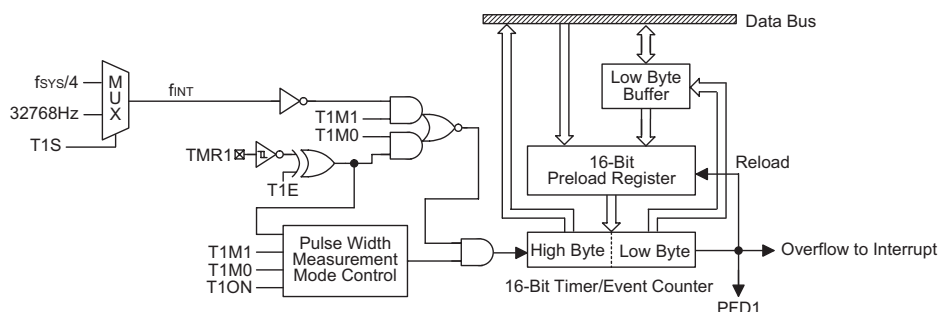 Data Bus
fSYS/4
32768Hz
T1S
MUX
fINT
T1M1
T1M0
TMR1
T1E
Low Byte
Buffer
16-Bit
Preload Register
Reload
T1M1
T1M0
T1ON
Pulse Width
Measurement
Mode Control
High Byte
Low Byte
16-Bit Timer/Event Counter
Overflow to Interrupt
PFD1